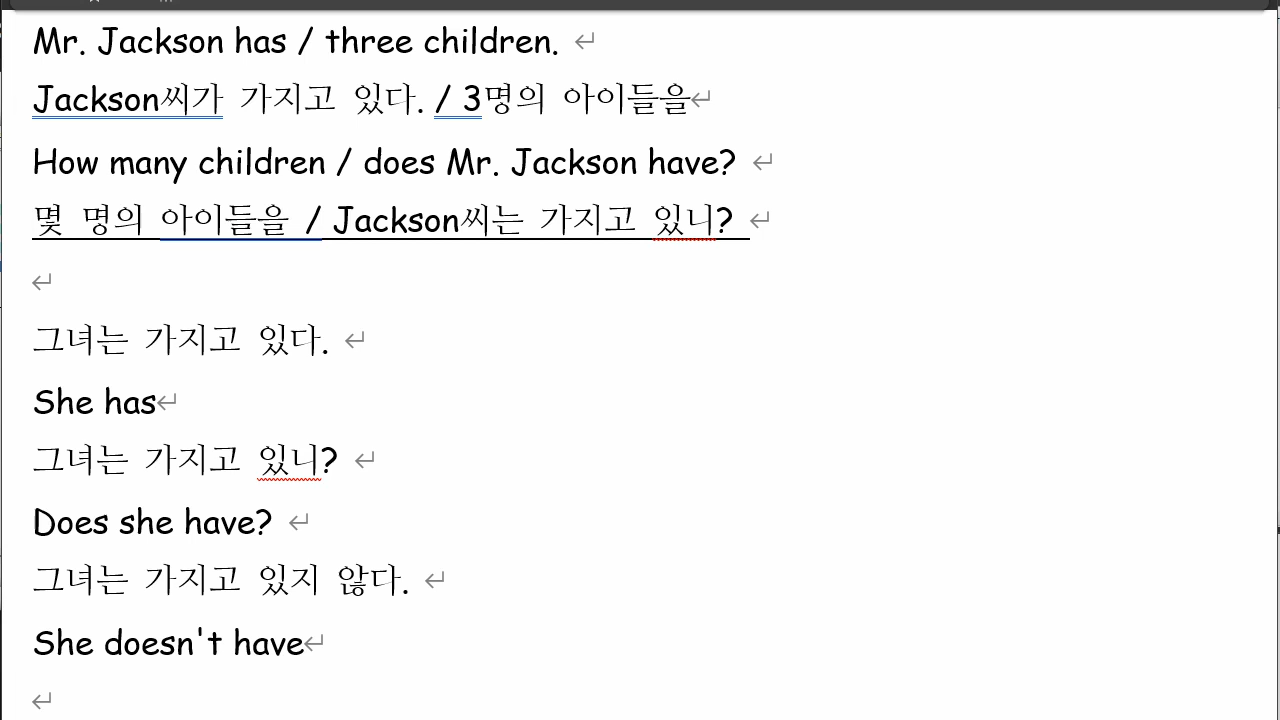 Mr. Jackson has / three children.
Jackson씨가 가지고 있다. / 3명의 아이들을
How many children / does Mr. Jackson have?
몇 명의 아이들을 / Jackson씨는 가지고 있니?
그녀는 가지고 있다.
She has
그녀는 가지고 있니?
Does she have?
그녀는 가지고 있지 않다.
She doesn't have